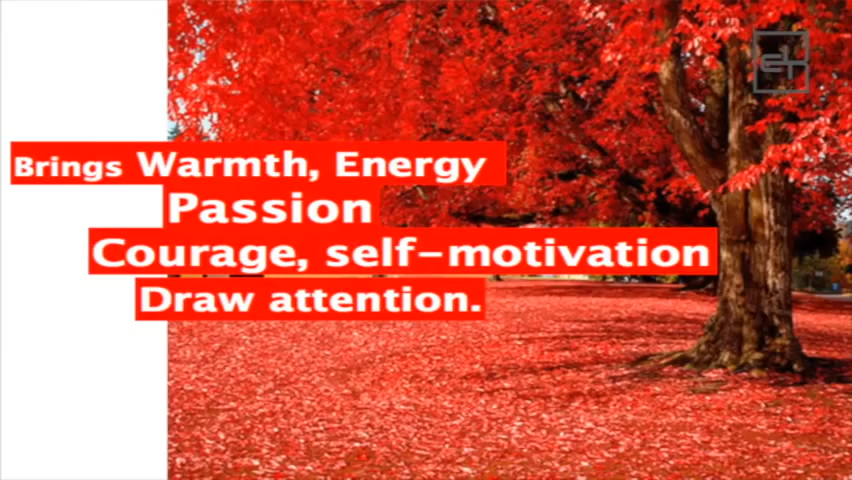 Brings Warmth, Energy
Passion
Courage, self-motivation
Draw attention.